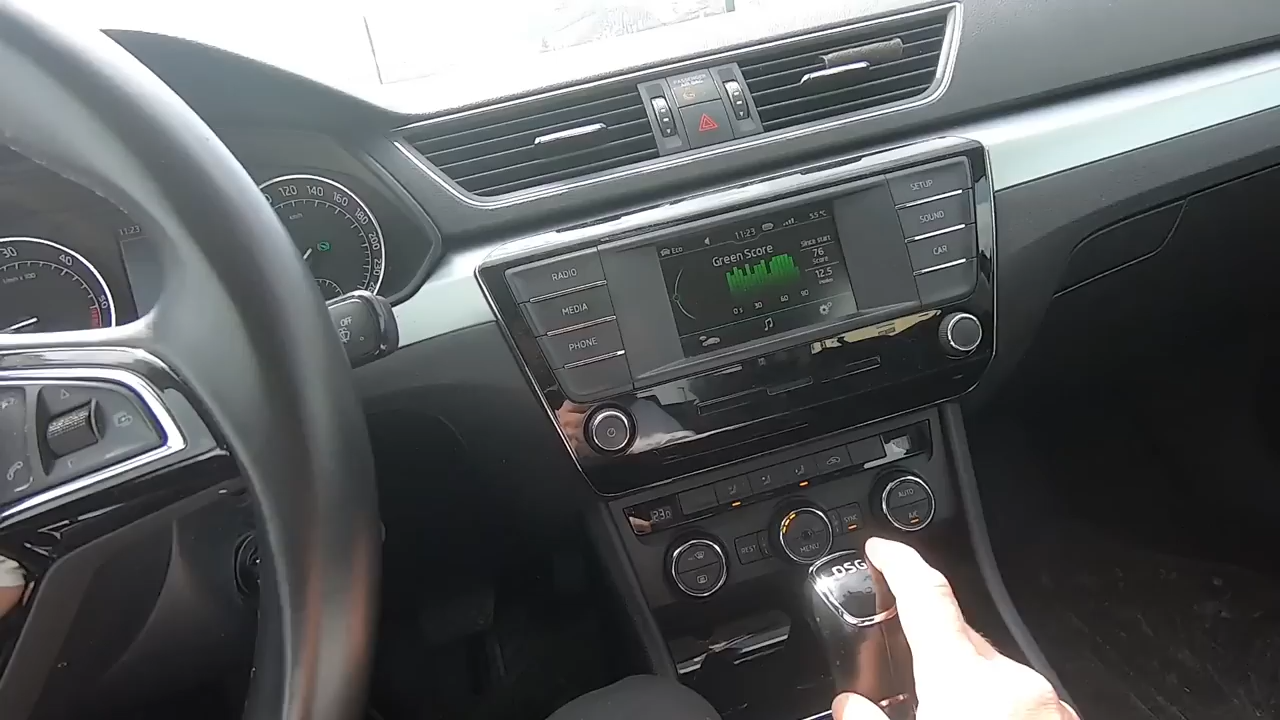 PASSENGER
120
140
160
180
200
220
km/h
11:23
30
40
50
OFF
RADIO
MEDIA
PHONE
SETUP
SOUND
CAR
Eco
11:23
5.5 °C
Green Score
Since start
76
Score
12.5
0 s 30 60 90
REST
MENU
SYNC
AUTO
A/C
DSG